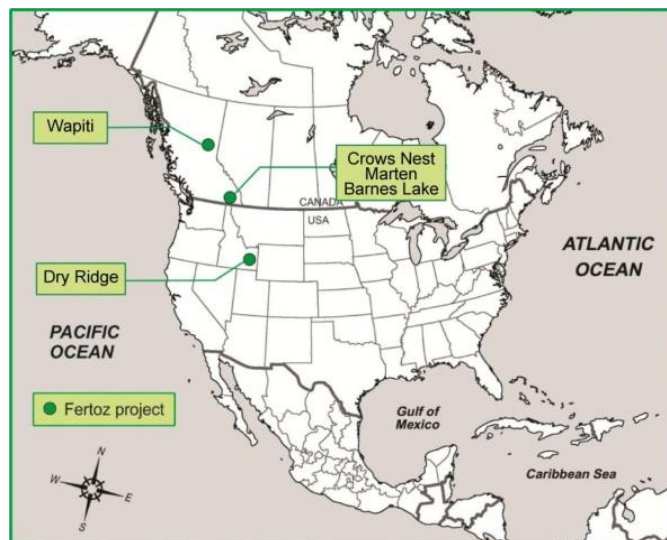 Wapiti
Crows Nest
Marten
Barnes Lake
CANADA
USA
Dry Ridge
ATLANTIC
OCEAN
PACIFIC
OCEAN
Fertoz project
Gulf of
Mexico
Caribbean Sea
N
W
E
S